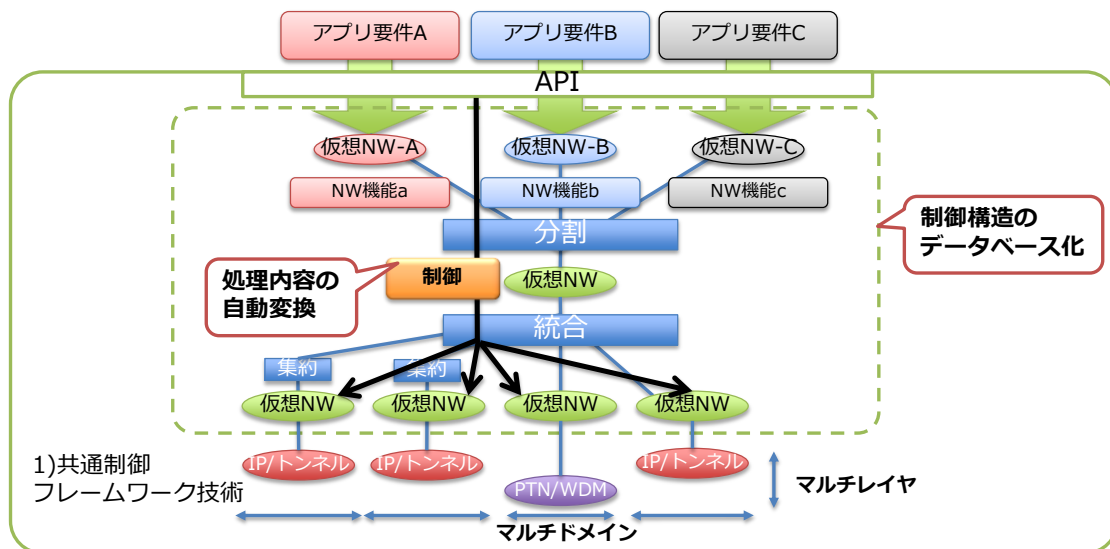 アプリ要件A
アプリ要件B
アプリ要件C
API
仮想NW-A
仮想NW-B
仮想NW-C
NW機能a
NW機能b
NW機能c
分割
制御構造の
データベース化
処理内容の
自動変換
制御
仮想NW
統合
集約
集約
仮想NW
仮想NW
仮想NW
仮想NW
1)共通制御
フレームワーク技術
IP/トンネル
IP/トンネル
IP/トンネル
PTN/WDM
マルチレイヤ
マルチドメイン